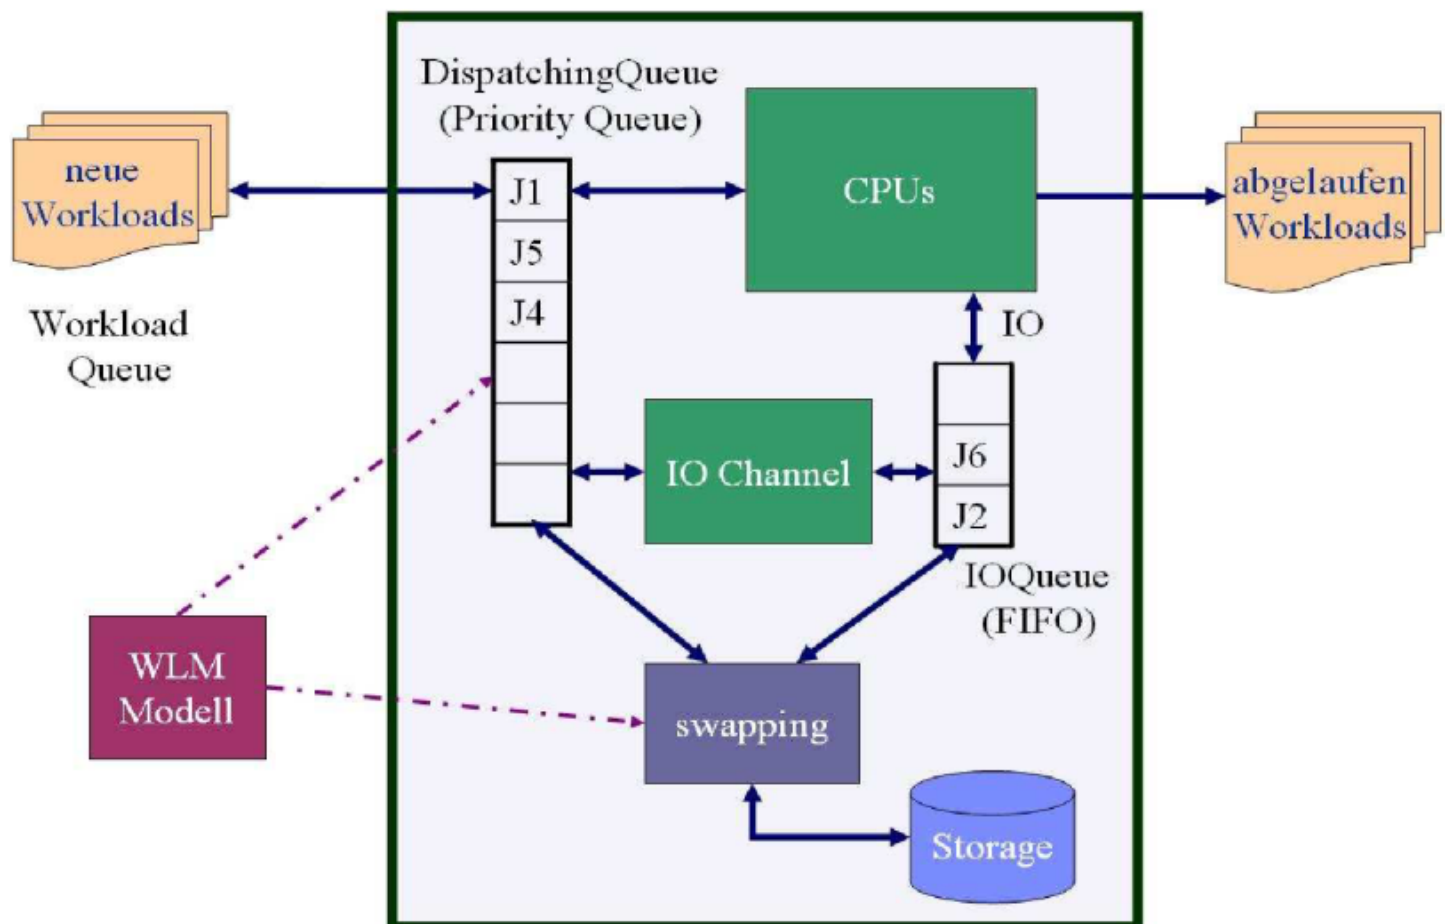 DispatchingQueue
(Priority Queue)
neue
Workloads
J1
CPUs
abgelaufen
Workloads
J5
J4
Workload
Queue
IO
IO Channel
J6
J2
IOQueue
(FIFO)
WLM
Modell
swapping
Storage